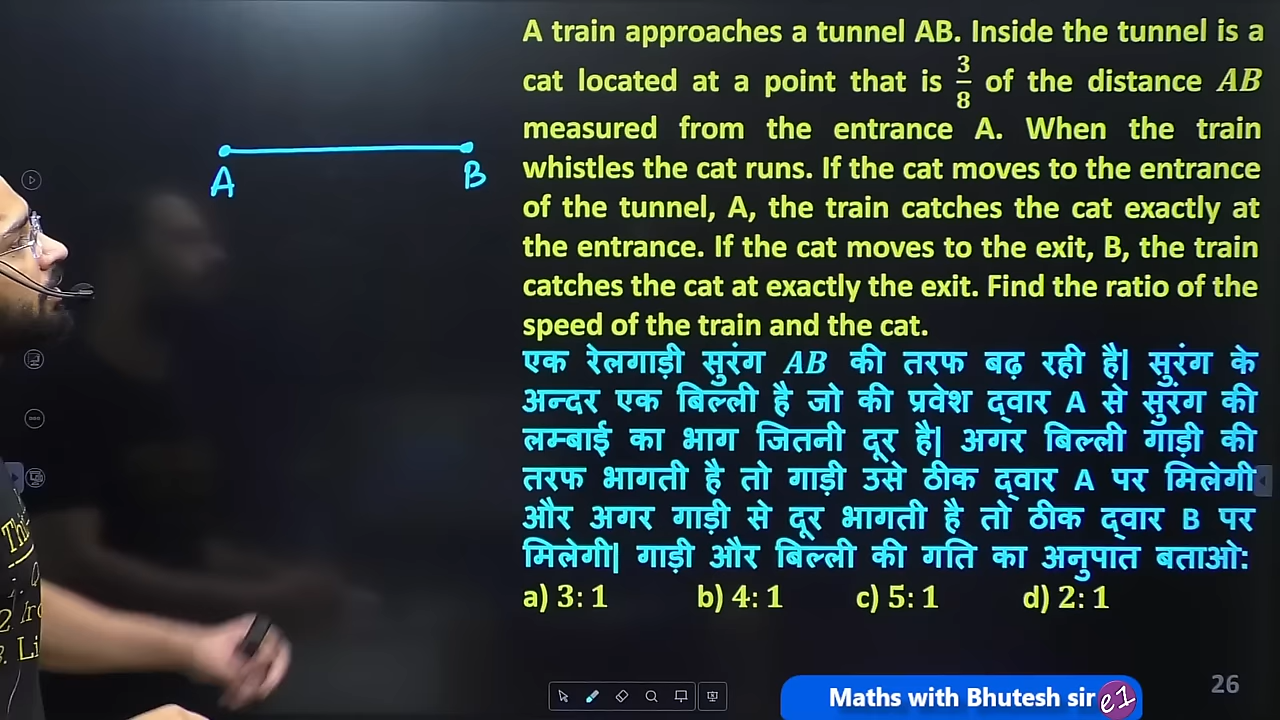 A train approaches a tunnel AB. Inside the tunnel is a
cat located at a point that is 3/8 of the distance AB
measured from the entrance A. When the train
whistles the cat runs. If the cat moves to the entrance
of the tunnel, A, the train catches the cat exactly at
the entrance. If the cat moves to the exit, B, the train
catches the cat at exactly the exit. Find the ratio of the
speed of the train and the cat.
एक रेलगाड़ी सुरंग AB की तरफ बढ़ रही है| सुरंग के
अन्दर एक बिल्ली है जो की प्रवेश द्वार A से सुरंग की
लम्बाई का भाग जितनी दूर है| अगर बिल्ली गाड़ी की
तरफ भागती है तो गाड़ी उसे ठीक द्वार A पर मिलेगी
और अगर गाड़ी से दूर भागती है तो ठीक द्वार B पर
मिलेगी| गाड़ी और बिल्ली की गति का अनुपात बताओ:
a) 3: 1 b) 4: 1 c) 5: 1 d) 2: 1
A B
Maths with Bhutesh sir e1
26